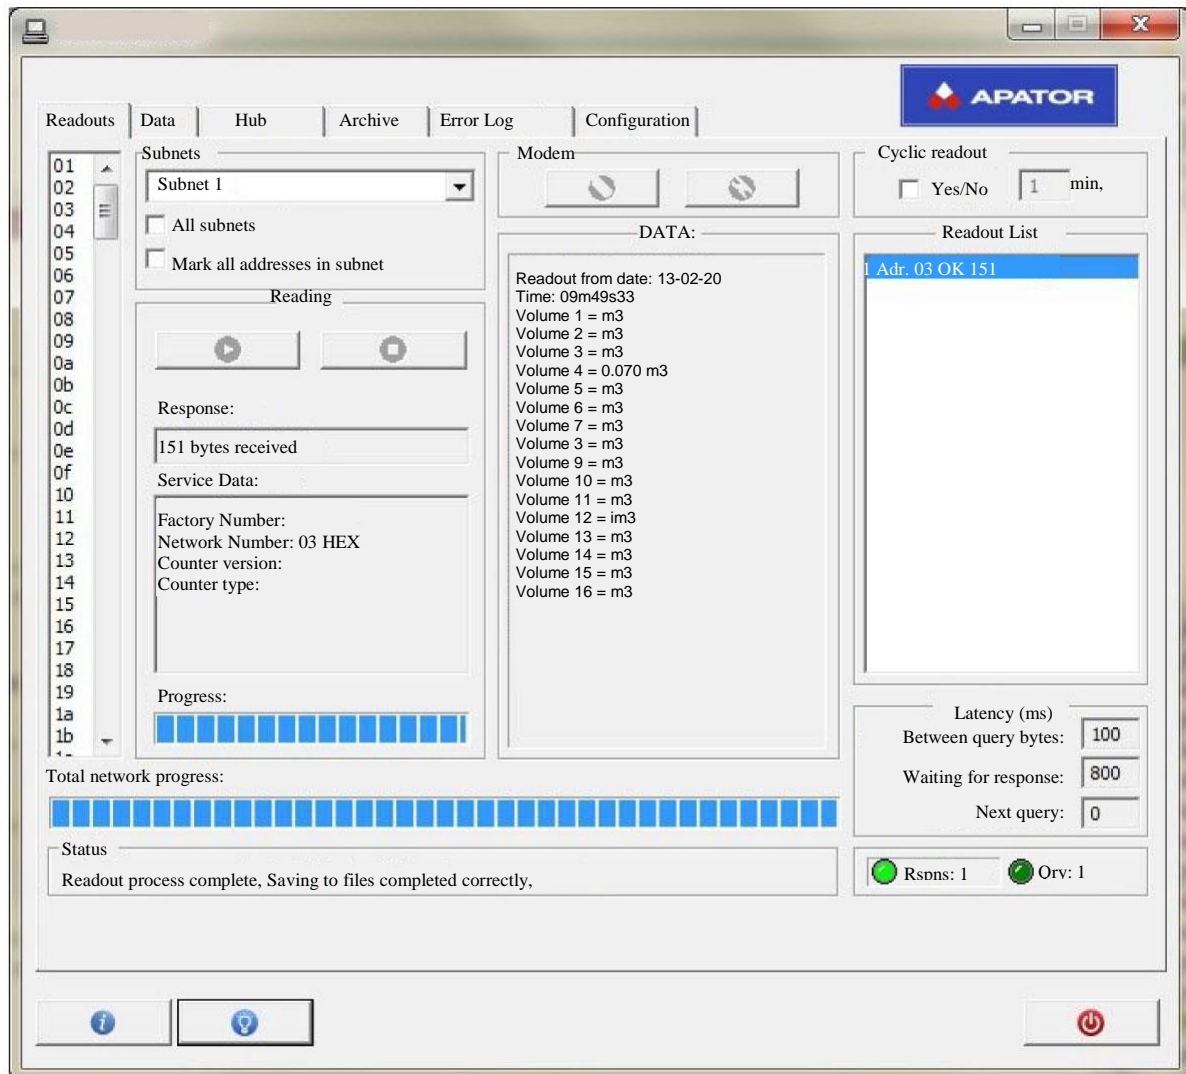 APATOR
Readouts Data Hub Archive Error Log Configuration
01
02
03
04
05
06
07
08
09
0a
0b
0c
0d
0e
0f
10
11
12
13
14
15
16
17
18
19
1a
1b
Subnets
Subnet 1
All subnets
Mark all addresses in subnet
Reading
Response:
151 bytes received
Service Data:
Factory Number:
Network Number: 03 HEX
Counter version:
Counter type:
Progress:
Modem
DATA:
Readout from date: 13-02-20
Time: 09m49s33
Volume 1 = m3
Volume 2 = m3
Volume 3 = m3
Volume 4 = 0.070 m3
Volume 5 = m3
Volume 6 = m3
Volume 7 = m3
Volume 3 = m3
Volume 9 = m3
Volume 10 = m3
Volume 11 = m3
Volume 12 = im3
Volume 13 = m3
Volume 14 = m3
Volume 15 = m3
Volume 16 = m3
Cyclic readout
Yes/No 1 min,
Readout List
1 Adr. 03 OK 151
Latency (ms)
Between query bytes: 100
Waiting for response: 800
Next query: 0
Total network progress:
Status
Readout process complete, Saving to files completed correctly,
Rspns: 1 Qry: 1